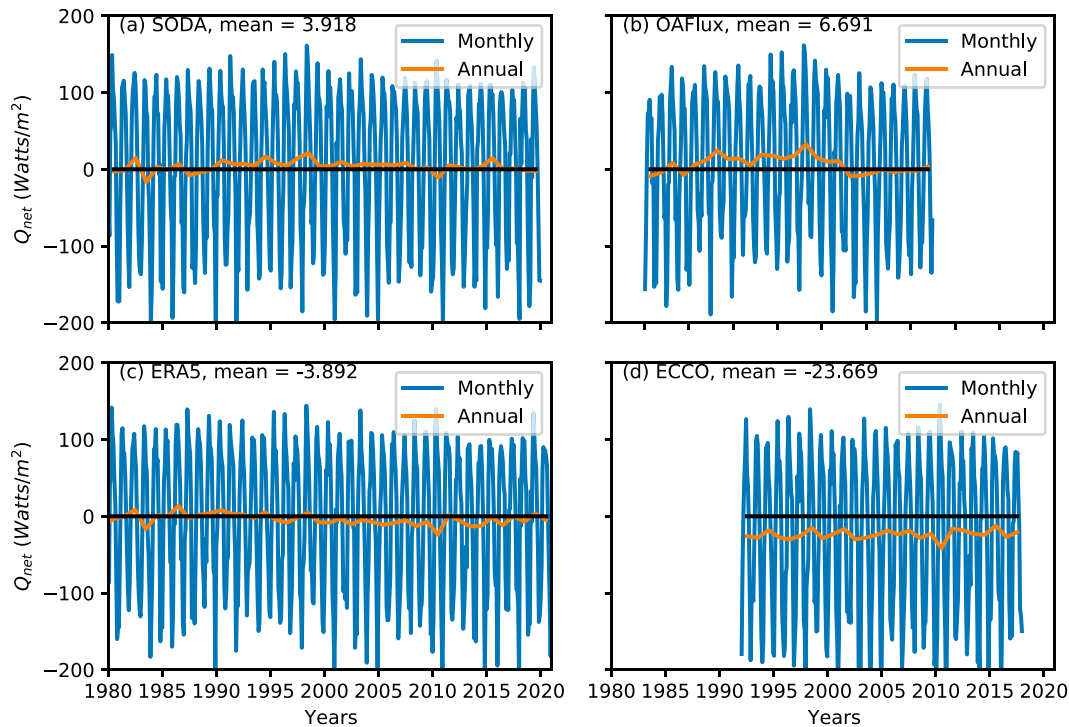 (a) SODA, mean = 3.918
Monthly
Annual
200
100
0
−100
−200
Q_net (Watts/m²)
(b) OAFlux, mean = 6.691
Monthly
Annual
(c) ERA5, mean = -3.892
Monthly
Annual
200
100
0
−100
−200
Q_net (Watts/m²)
1980 1985 1990 1995 2000 2005 2010 2015 2020
Years
(d) ECCO, mean = -23.669
Monthly
Annual
1980 1985 1990 1995 2000 2005 2010 2015 2020
Years